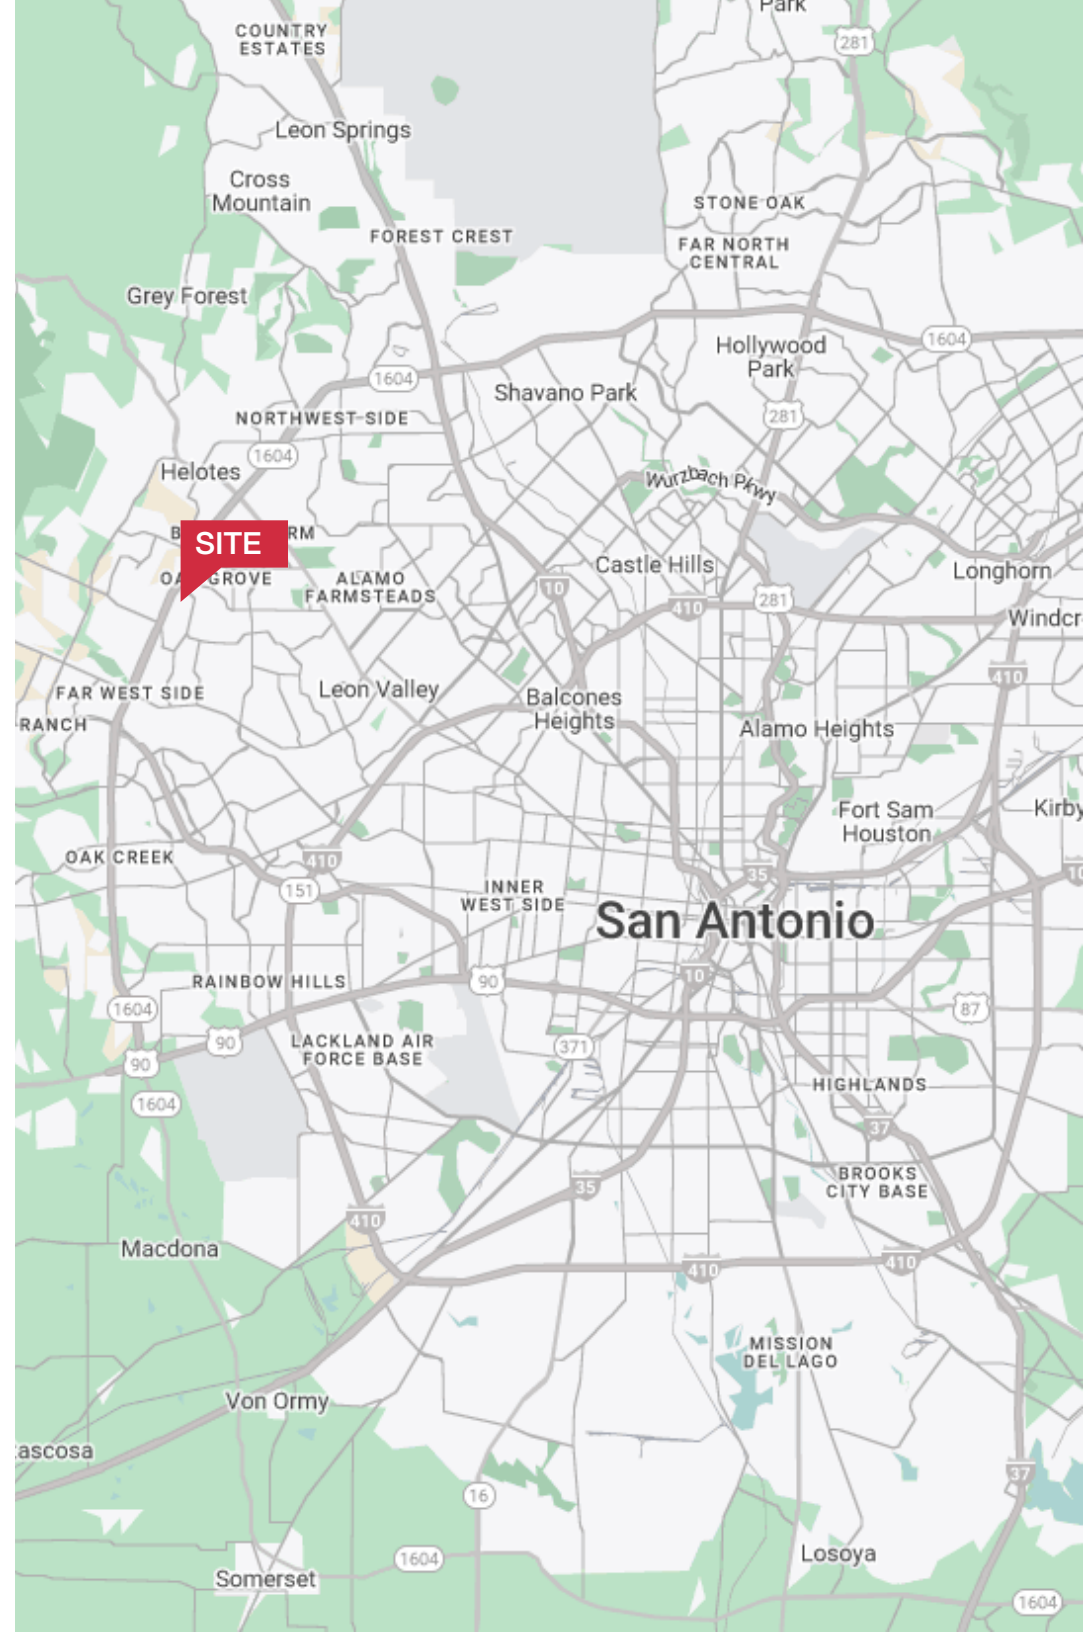 Park
COUNTRY
ESTATES
281
Leon Springs
Cross
Mountain
STONE OAK
FOREST CREST
FAR NORTH
CENTRAL
Grey Forest
1604
Hollywood
Park
1604
Shavano Park
281
NORTHWEST SIDE
1604
Helotes
Wurzbach Pkwy
SITE
Castle Hills
Longhorn
ALAMO
FARMSTEADS
10
410
281
Windcr
410
FAR WEST SIDE
Leon Valley
Balcones
Heights
RANCH
Alamo Heights
Fort Sam
Houston
Kirby
OAK CREEK
410
35
10
151
INNER
WEST SIDE
San Antonio
RAINBOW HILLS
90
10
1604
87
90
LACKLAND AIR
FORCE BASE
371
90
1604
HIGHLANDS
37
BROOKS
CITY BASE
35
410
Macdona
410
410
MISSION
DEL LAGO
Von Ormy
ascosa
37
16
1604
Losoya
Somerset
1604